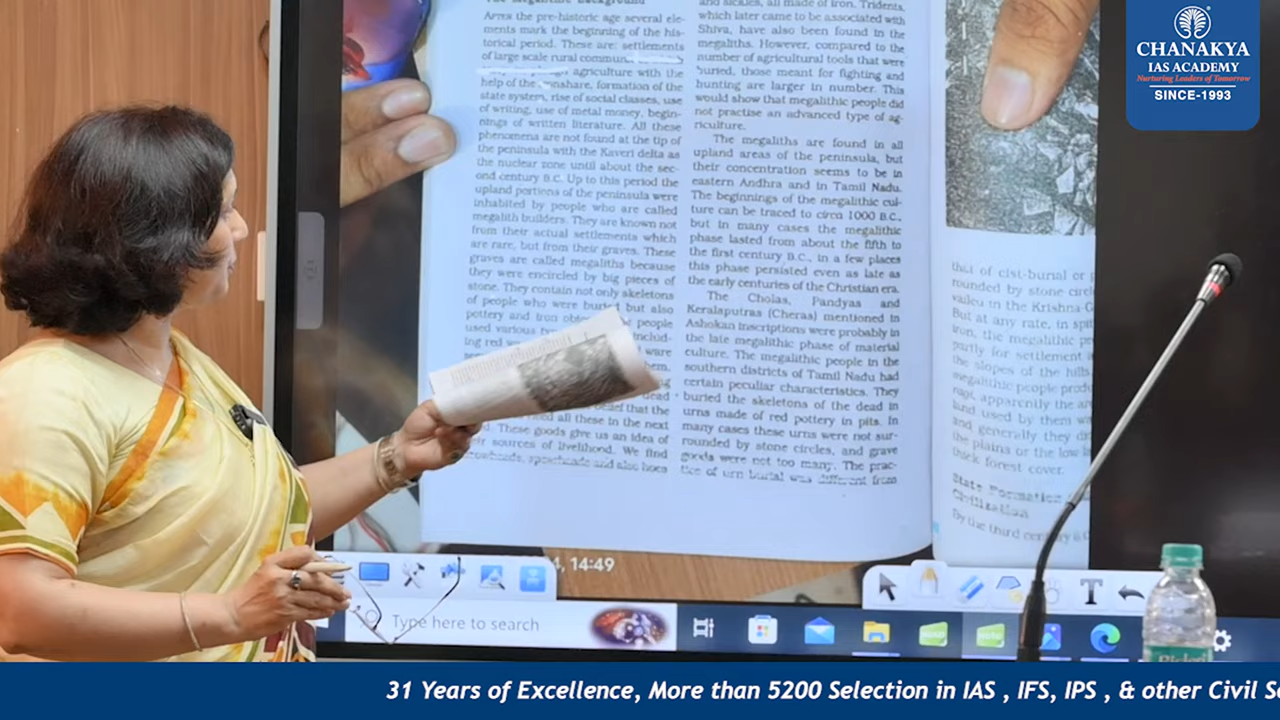 The Megalithic Background
AFTER the pre-historic age several ele-
ments mark the beginning of the his-
torical period. These are: settlements
of large scale rural
agriculture with the
help of the formation of the
state system, rise of social classes, use
of writing, use of metal money, begin-
nings of written literature. All these
phenomena are not found at the tip of
the peninsula with the Kaveri delta as
the nuclear zone until about the sec-
ond century B.C. Up to this period the
upland portions of the peninsula were
inhabited by people who are called
megalith builders. They are known not
from their actual settlements which
are rare, but from their graves. These
graves are called megaliths because
they were encircled by big pieces of
stone. They contain not only skeletons
of people who were but also
pottery and iron people
used various includ-
ing red
ware
dead
that the
all these in the next
These goods give us an idea of
sources of livelihood. We find
and also hoes
and sickles, all made of iron. Tridents,
which later came to be associated with
Shiva, have also been found in the
megaliths. However, compared to the
number of agricultural tools that were
buried, those meant for fighting and
hunting are larger in number. This
would show that megalithic people did
not practise an advanced type of ag-
riculture.
The megaliths are found in all
upland areas of the peninsula, but
their concentration seems to be in
eastern Andhra and in Tamil Nadu.
The beginnings of the megalithic cul-
ture can be traced to circa 1000 B.C.,
but in many cases the megalithic
phase lasted from about the fifth to
the first century B.C., in a few places
this phase persisted even as late as
the early centuries of the Christian era.
The Cholas, Pandyas and
Keralaputras (Cheras) mentioned in
Ashokan inscriptions were probably in
the late megalithic phase of material
culture. The megalithic people in the
southern districts of Tamil Nadu had
certain peculiar characteristics. They
buried the skeletons of the dead in
urns made of red pottery in pits. In
many cases these urns were not sur-
rounded by stone circles, and grave
goods were not too many. The prac-
tice of urn burial was different from
that of cist-burial or
rounded by stone
in the
But at any rate, in
iron, the megalithic
partly for settlement
the slopes of the hills.
megalithic people
apparently the
land used by them
and generally they
the plains or the low
thick forest cover.
State Formation
Civilization
By the third century
4, 14:49
Type here to search
T
CHANAKYA
IAS ACADEMY
Nurturing Leaders of Tomorrow
SINCE-1993
31 Years of Excellence, More than 5200 Selection in IAS , IFS, IPS , & other Civil